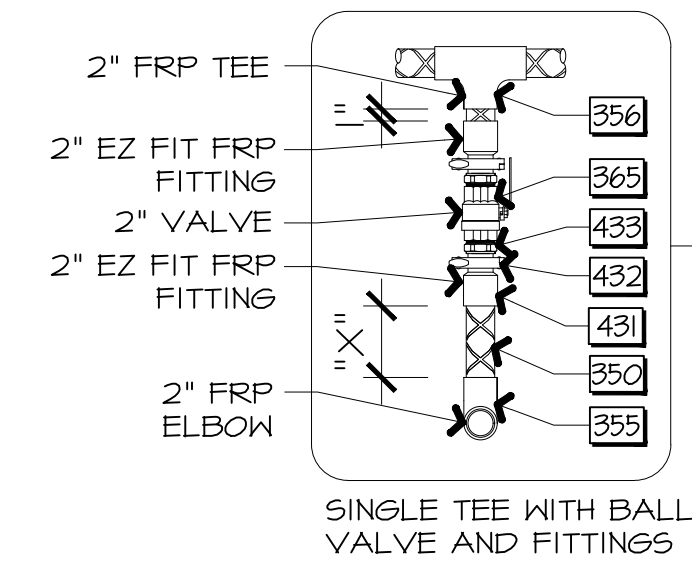 2" FRP TEE
356
1"
2" EZ FIT FRP
FITTING
365
2" VALVE
433
2" EZ FIT FRP
FITTING
432
431
"X"
350
2" FRP
ELBOW
355
SINGLE TEE WITH BALL
VALVE AND FITTINGS